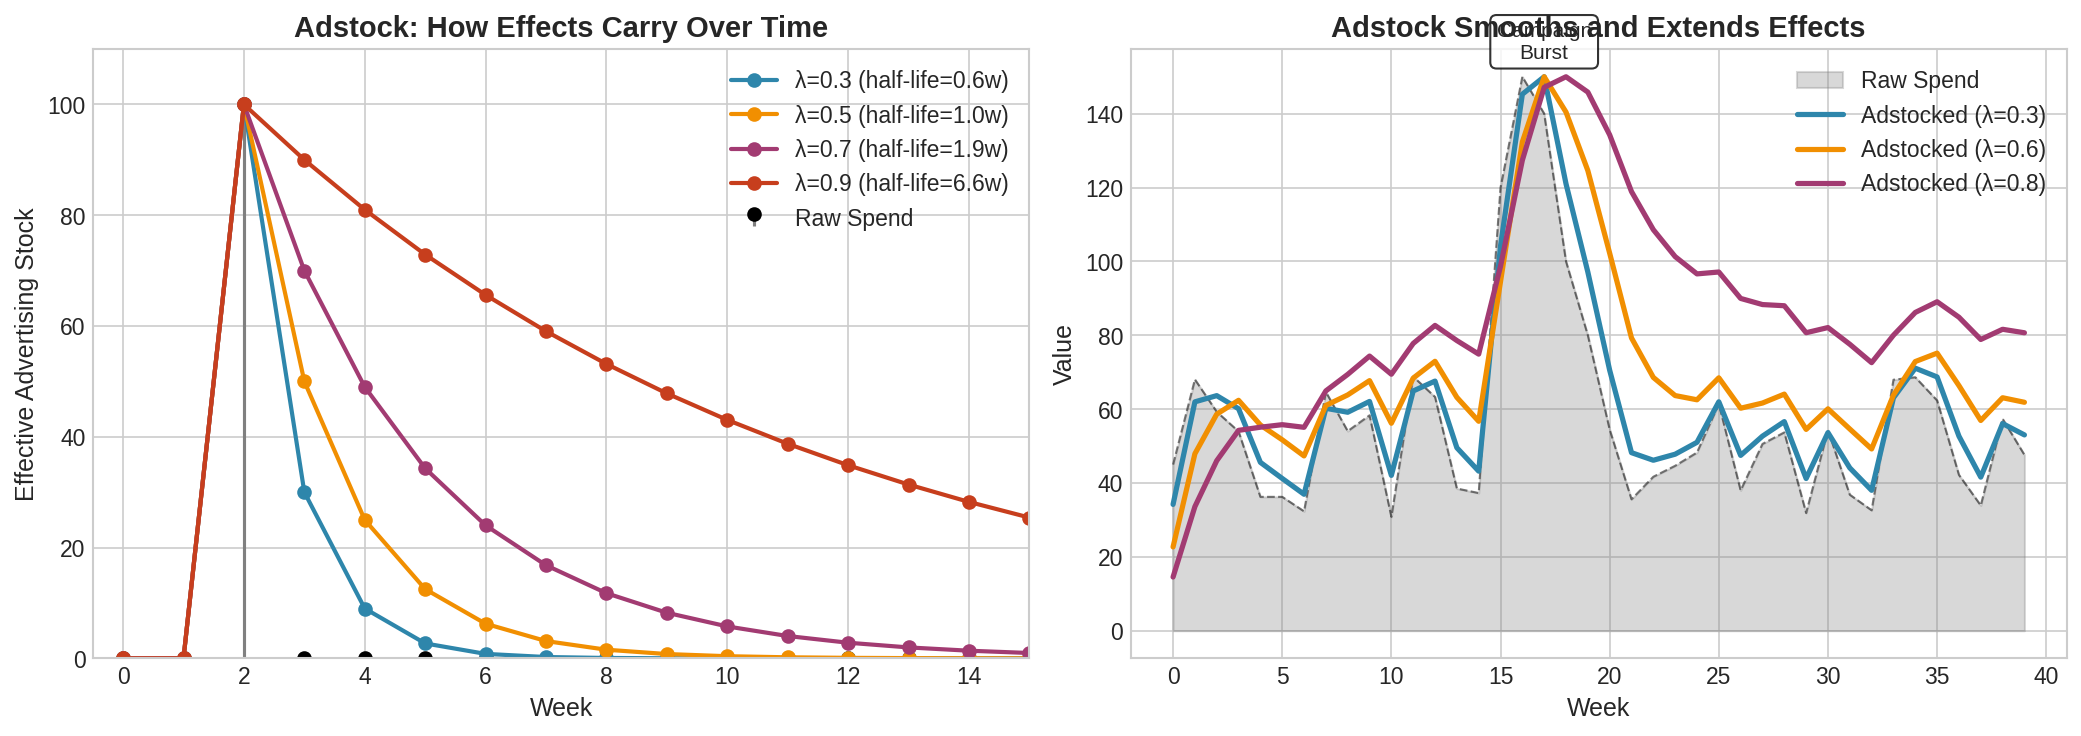 Adstock: How Effects Carry Over Time
Effective Advertising Stock
100
80
60
40
20
0
λ=0.3 (half-life=0.6w)
λ=0.5 (half-life=1.0w)
λ=0.7 (half-life=1.9w)
λ=0.9 (half-life=6.6w)
Raw Spend
0 2 4 6 8 10 12 14
Week
Adstock Smooths and Extends Effects
Campaign
Burst
Value
140
120
100
80
60
40
20
0
Raw Spend
Adstocked (λ=0.3)
Adstocked (λ=0.6)
Adstocked (λ=0.8)
0 5 10 15 20 25 30 35 40
Week